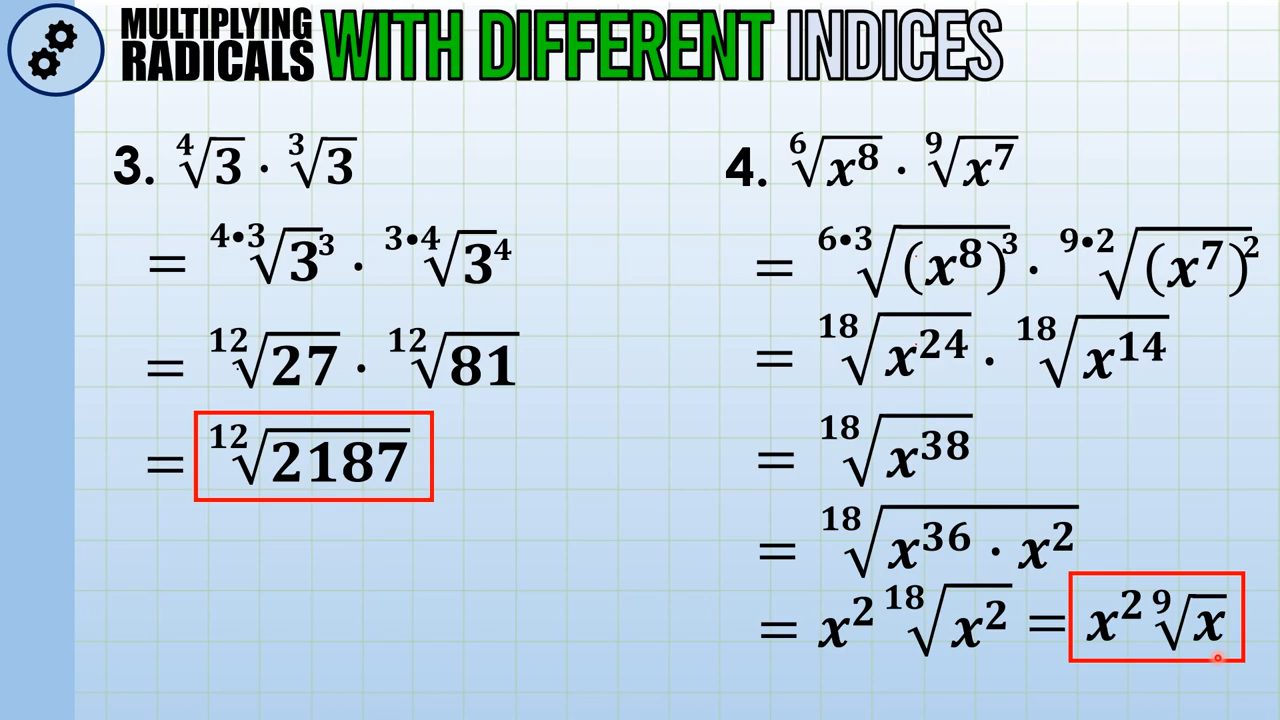 MULTIPLYING
RADICALS WITH DIFFERENT INDICES
3. ⁴√3 · ³√3
= ⁴•³√3³ · ³•⁴√3⁴
= ¹²√27 · ¹²√81
= ¹²√2187
4. ⁶√x⁸ · ⁹√x⁷
= ⁶•³√(x⁸)³ · ⁹•²√(x⁷)²
= ¹⁸√x²⁴ · ¹⁸√x¹⁴
= ¹⁸√x³⁸
= ¹⁸√x³⁶ · x²
= x² ¹⁸√x² = x² ⁹√x